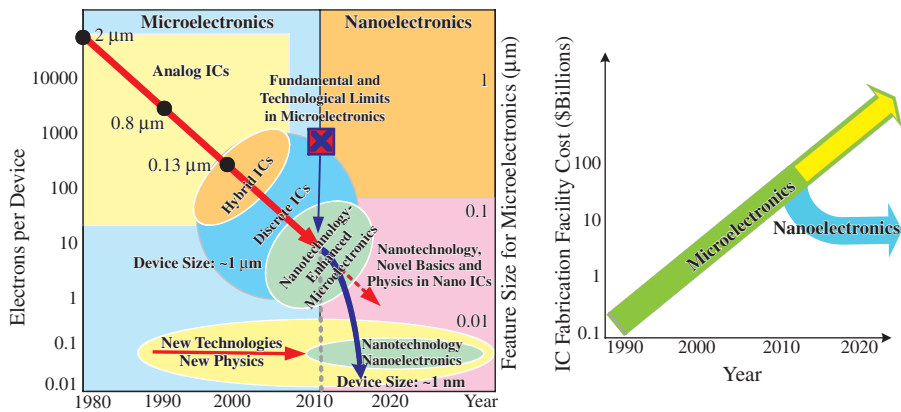 Microelectronics
Nanoelectronics
2 μm
Analog ICs
10000
1
Fundamental and
Technological Limits
in Microelectronics
0.8 μm
1000
0.13 μm
100
Hybrid ICs
Discrete ICs
0.1
10
Nanotechnology-
Enhanced
Microelectronics
Nanotechnology,
Novel Basics and
Physics in Nano ICs
Device Size: ~1 μm
1
0.01
New Technologies
New Physics
Nanotechnology
Nanoelectronics
0.1
0.01
Device Size: ~1 nm
1980
1990
2000
2010
2020
Year
Electrons per Device
Feature Size for Microelectronics (μm)
IC Fabrication Facility Cost ($Billions)
100
10
1
0.1
Microelectronics
Nanoelectronics
1990
2000
2010
2020
Year